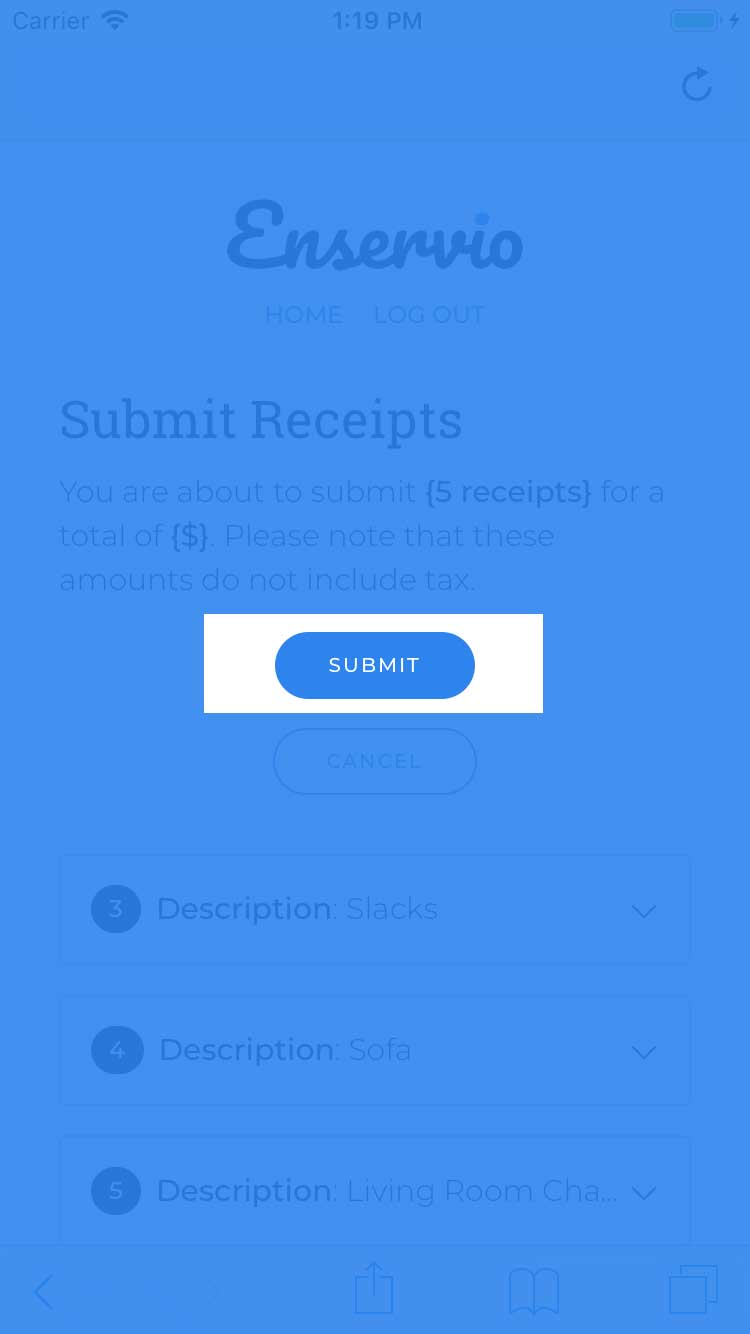 Carrier 1:19 PM
Enservio
HOME LOG OUT
Submit Receipts
You are about to submit {5 receipts} for a
total of {$}. Please note that these
amounts do not include tax.
SUBMIT
CANCEL
3 Description: Slacks
4 Description: Sofa
5 Description: Living Room Cha...